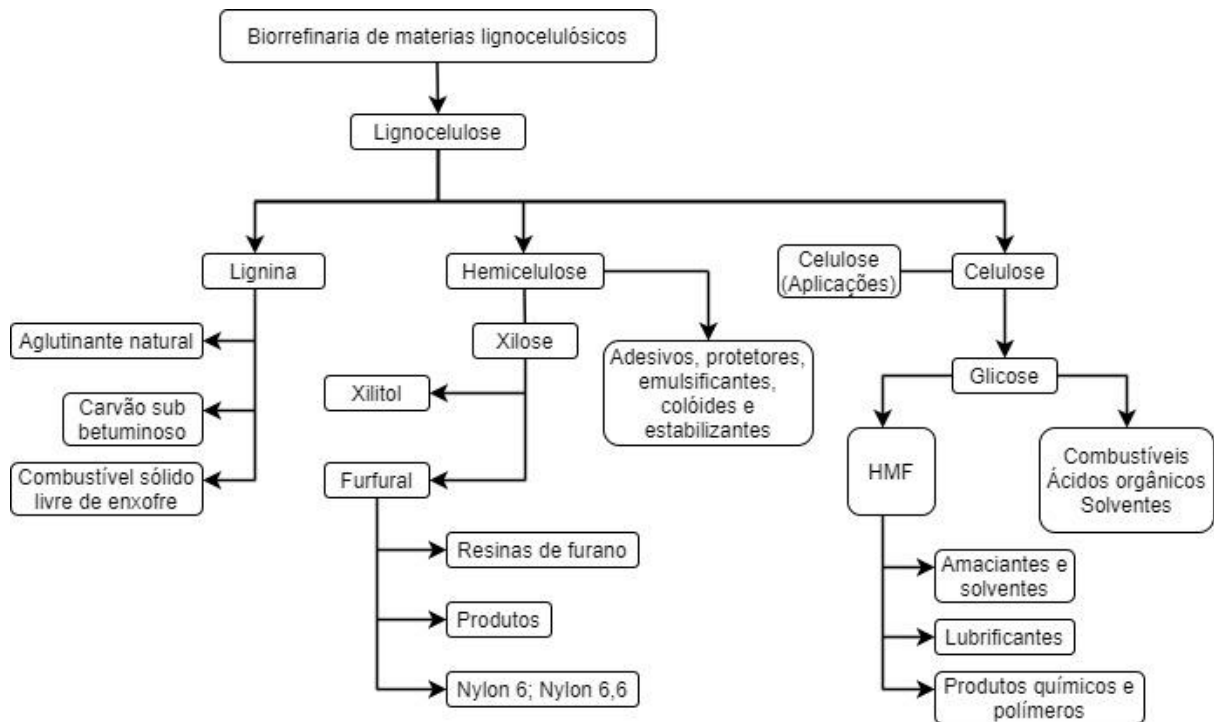 Biorrefinaria de materias lignocelulósicos
Lignocelulose
Lignina
Hemicelulose
Celulose
(Aplicações)
Celulose
Aglutinante natural
Xilose
Adesivos, protetores,
emulsificantes,
colóides e
estabilizantes
Glicose
Xilitol
Carvão sub
betuminoso
Combustível sólido
livre de enxofre
Furfural
HMF
Combustíveis
Ácidos orgânicos
Solventes
Resinas de furano
Produtos
Nylon 6; Nylon 6,6
Amaciantes e
solventes
Lubrificantes
Produtos químicos e
polímeros